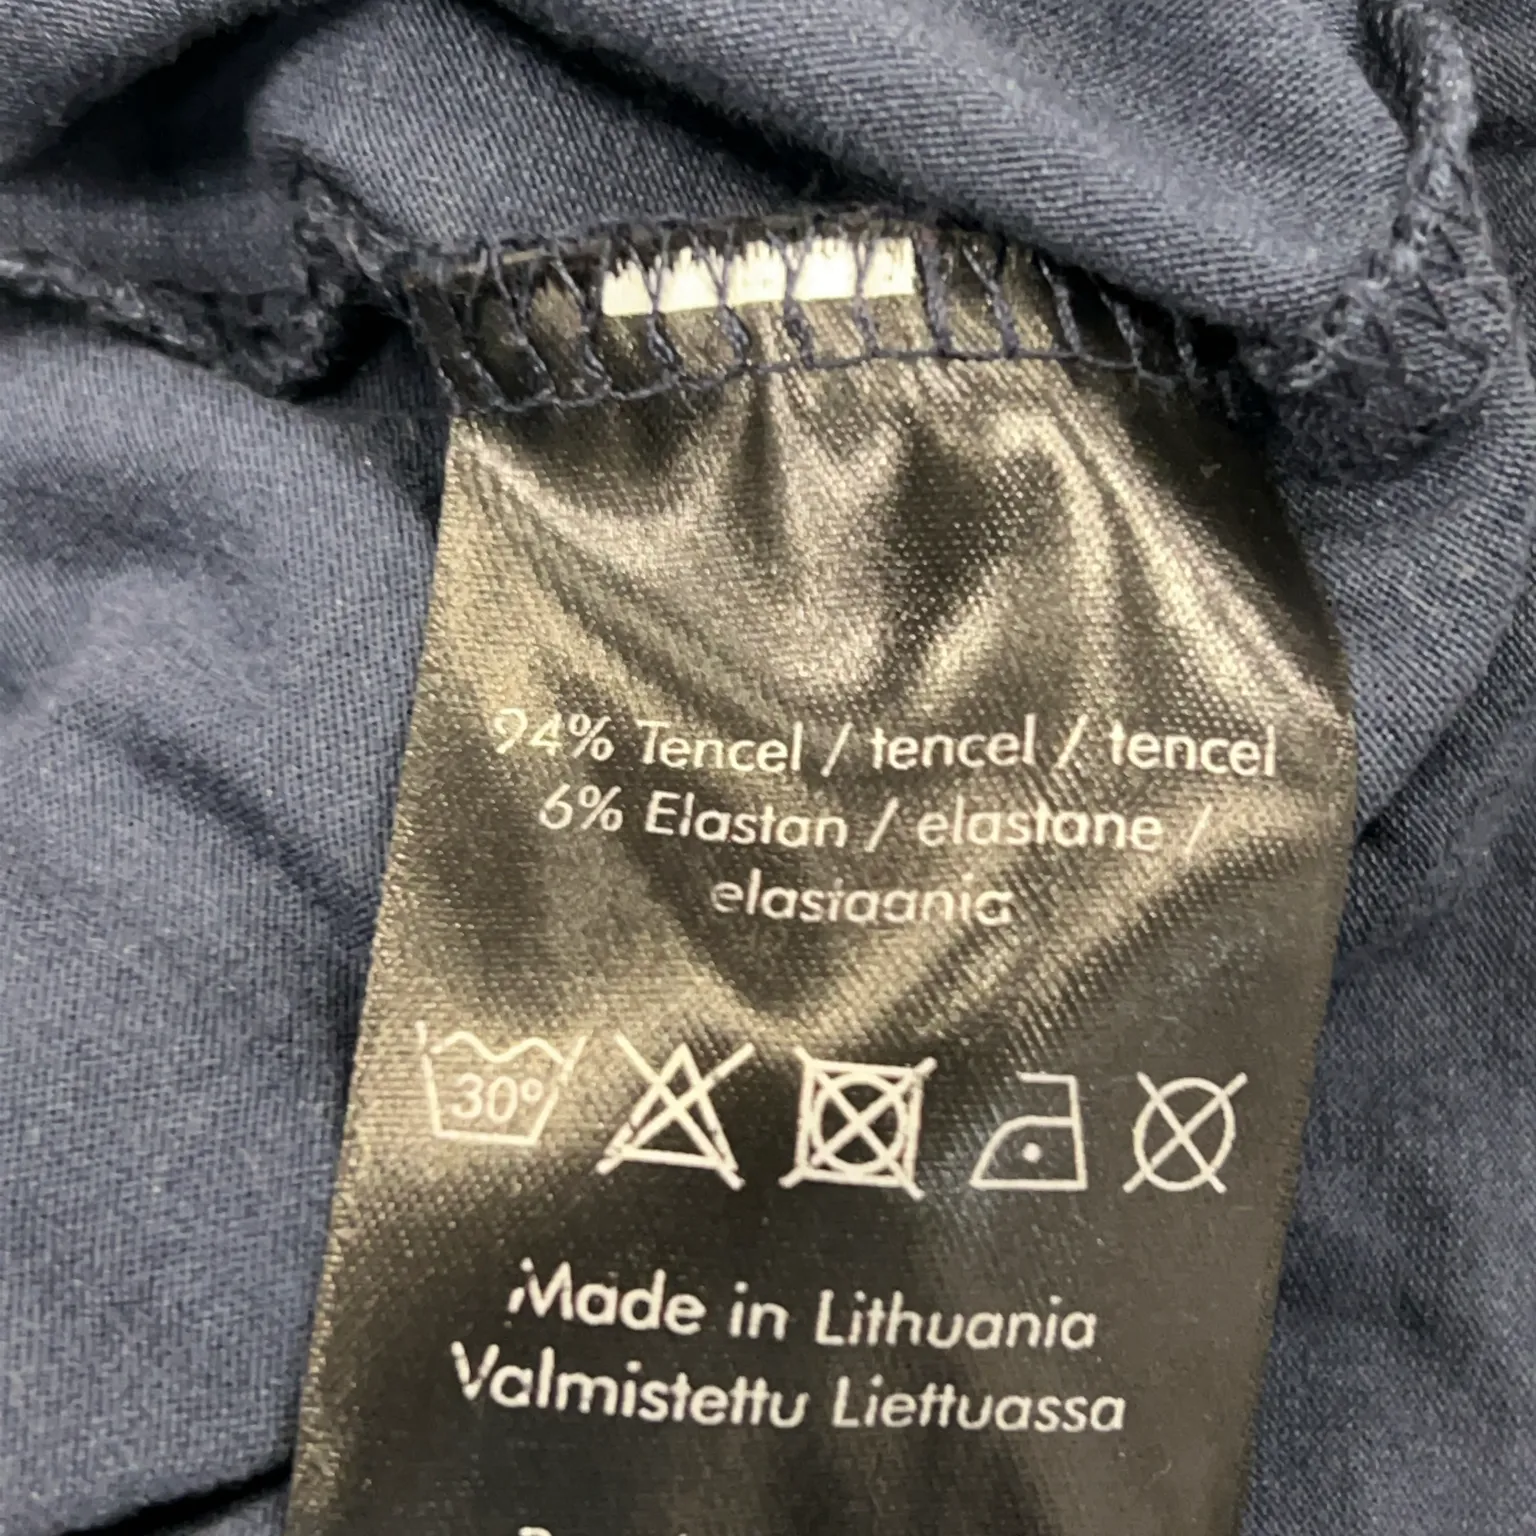 94% Tencel / tencel / tencel
6% Elastan / elastane /
elastaania
30°
Made in Lithuania
Valmistettu Liettuassa